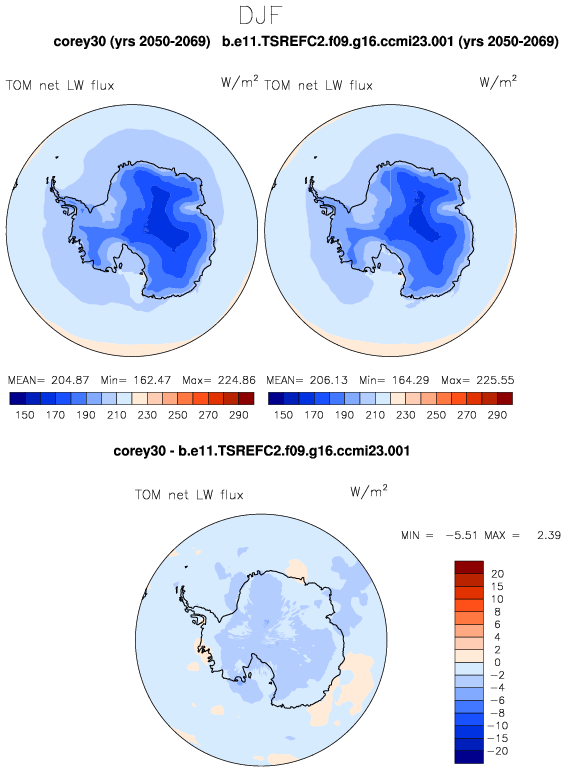 DJF
corey30 (yrs 2050-2069) b.e11.TSREFC2.f09.g16.ccmi23.001 (yrs 2050-2069)
TOM net LW flux W/m² TOM net LW flux W/m²
MEAN= 204.87 Min= 162.47 Max= 224.86 MEAN= 206.13 Min= 164.29 Max= 225.55
150 170 190 210 230 250 270 290 150 170 190 210 230 250 270 290
corey30 - b.e11.TSREFC2.f09.g16.ccmi23.001
TOM net LW flux W/m²
MIN = -5.51 MAX = 2.39
20
15
10
8
6
4
2
0
-2
-4
-6
-8
-10
-15
-20